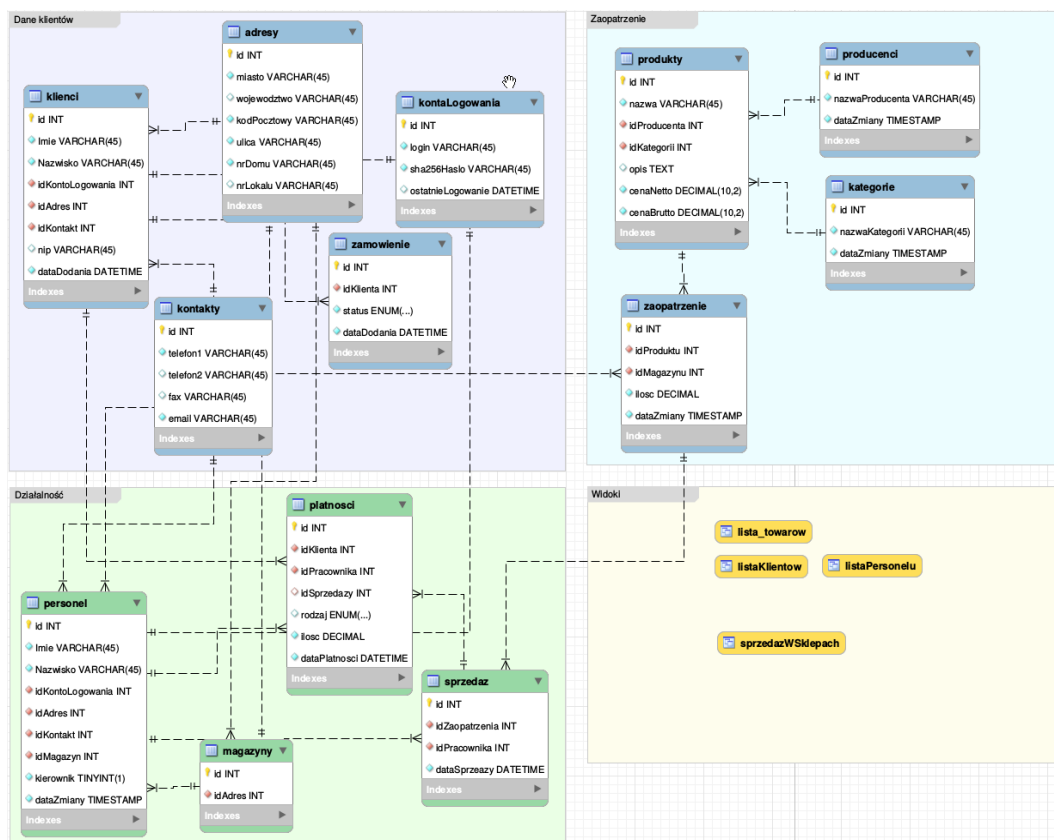 Dane klientów
adresy
id INT
miasto VARCHAR(45)
wojewodztwo VARCHAR(45)
kodPocztowy VARCHAR(45)
ulica VARCHAR(45)
nrDomu VARCHAR(45)
nrLokalu VARCHAR(45)
Indexes
klienci
id INT
Imie VARCHAR(45)
Nazwisko VARCHAR(45)
idKontoLogowania INT
idAdres INT
idKontakt INT
nip VARCHAR(45)
dataDodania DATETIME
Indexes
kontaLogowania
id INT
login VARCHAR(45)
sha256Haslo VARCHAR(45)
ostatnieLogowanie DATETIME
Indexes
zamowienie
id INT
idKlienta INT
status ENUM(...)
dataDodania DATETIME
Indexes
kontakty
id INT
telefon1 VARCHAR(45)
telefon2 VARCHAR(45)
fax VARCHAR(45)
email VARCHAR(45)
Indexes
Zaopatrzenie
produkty
id INT
nazwa VARCHAR(45)
idProducenta INT
idKategorii INT
opis TEXT
cenaNetto DECIMAL(10,2)
cenaBrutto DECIMAL(10,2)
Indexes
producenci
id INT
nazwaProducenta VARCHAR(45)
dataZmiany TIMESTAMP
Indexes
kategorie
id INT
nazwaKategorii VARCHAR(45)
dataZmiany TIMESTAMP
Indexes
zaopatrzenie
id INT
idProduktu INT
idMagazynu INT
ilosc DECIMAL
dataZmiany TIMESTAMP
Indexes
Działalność
platnosci
id INT
idKlienta INT
idPracownika INT
idSprzedazy INT
rodzaj ENUM(...)
ilosc DECIMAL
dataPlatnosci DATETIME
Indexes
personel
id INT
Imie VARCHAR(45)
Nazwisko VARCHAR(45)
idKontoLogowania INT
idAdres INT
idKontakt INT
idMagazyn INT
kierownik TINYINT(1)
dataZmiany TIMESTAMP
Indexes
sprzedaz
id INT
idZaopatrzenia INT
idPracownika INT
dataSprzeazy DATETIME
Indexes
magazyny
id INT
idAdres INT
Indexes
Widoki
lista_towarow
listaKlientow
listaPersonelu
sprzedazWSklepach